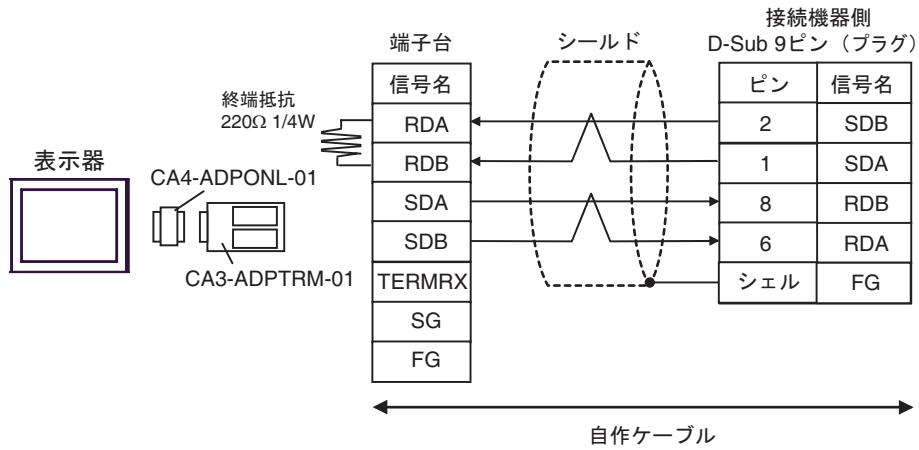 接続機器側
端子台
シールド
D-Sub 9ピン（プラグ）
信号名
ピン
信号名
終端抵抗
220Ω 1/4W
RDA
2
SDB
RDB
1
SDA
表示器
CA4-ADPONL-01
SDA
8
RDB
SDB
6
RDA
CA3-ADPTRM-01
TERMRX
シェル
FG
SG
FG
自作ケーブル